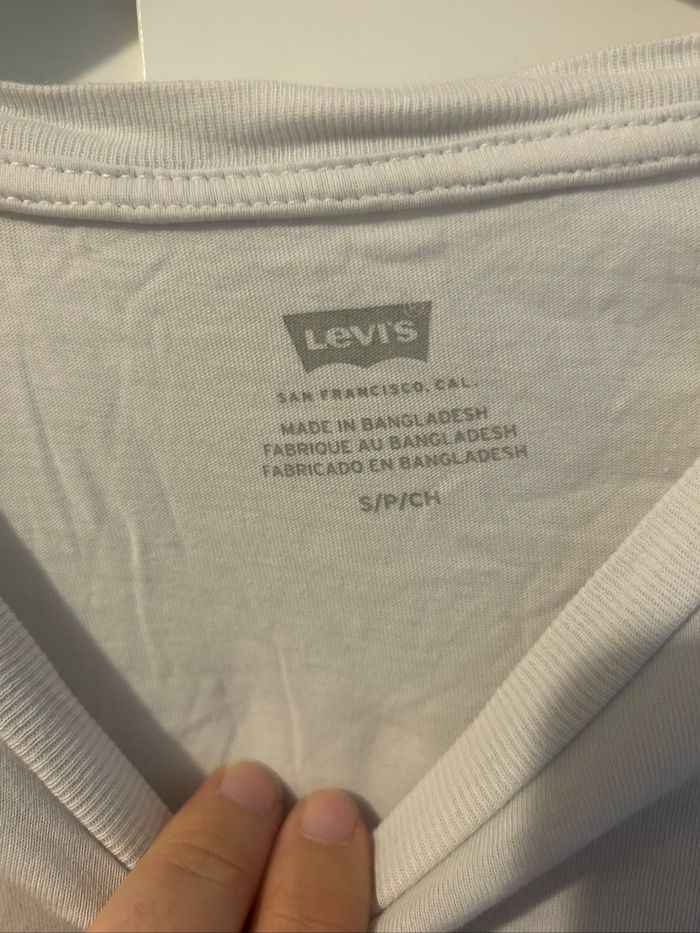 Levi's®
SAN FRANCISCO, CAL.
MADE IN BANGLADESH
FABRIQUE AU BANGLADESH
FABRICADO EN BANGLADESH
S/P/CH